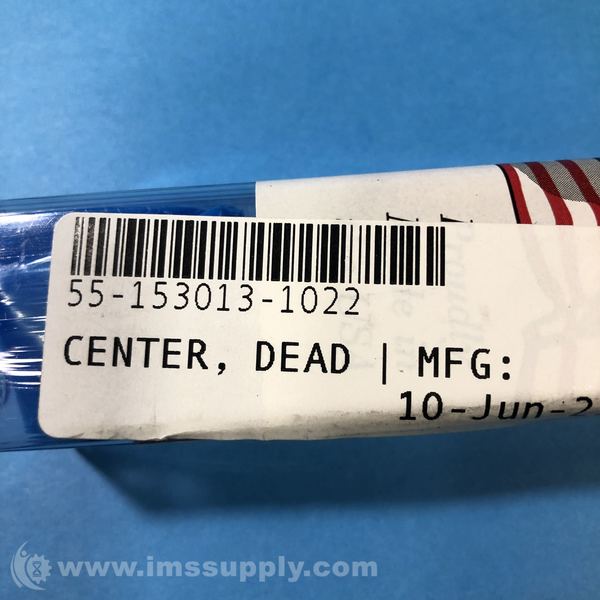 55-153013-1022
CENTER, DEAD | MFG:
10-Jun-2
www.imssupply.com